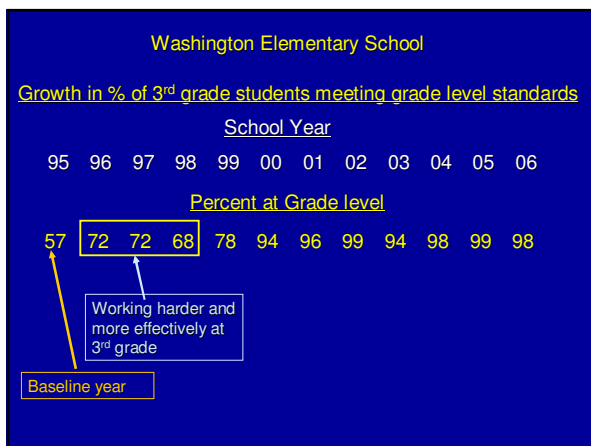 Washington Elementary School
Growth in % of 3rd grade students meeting grade level standards
School Year
95 96 97 98 99 00 01 02 03 04 05 06
Percent at Grade level
57 72 72 68 78 94 96 99 94 98 99 98
Working harder and
more effectively at
3rd grade
Baseline year